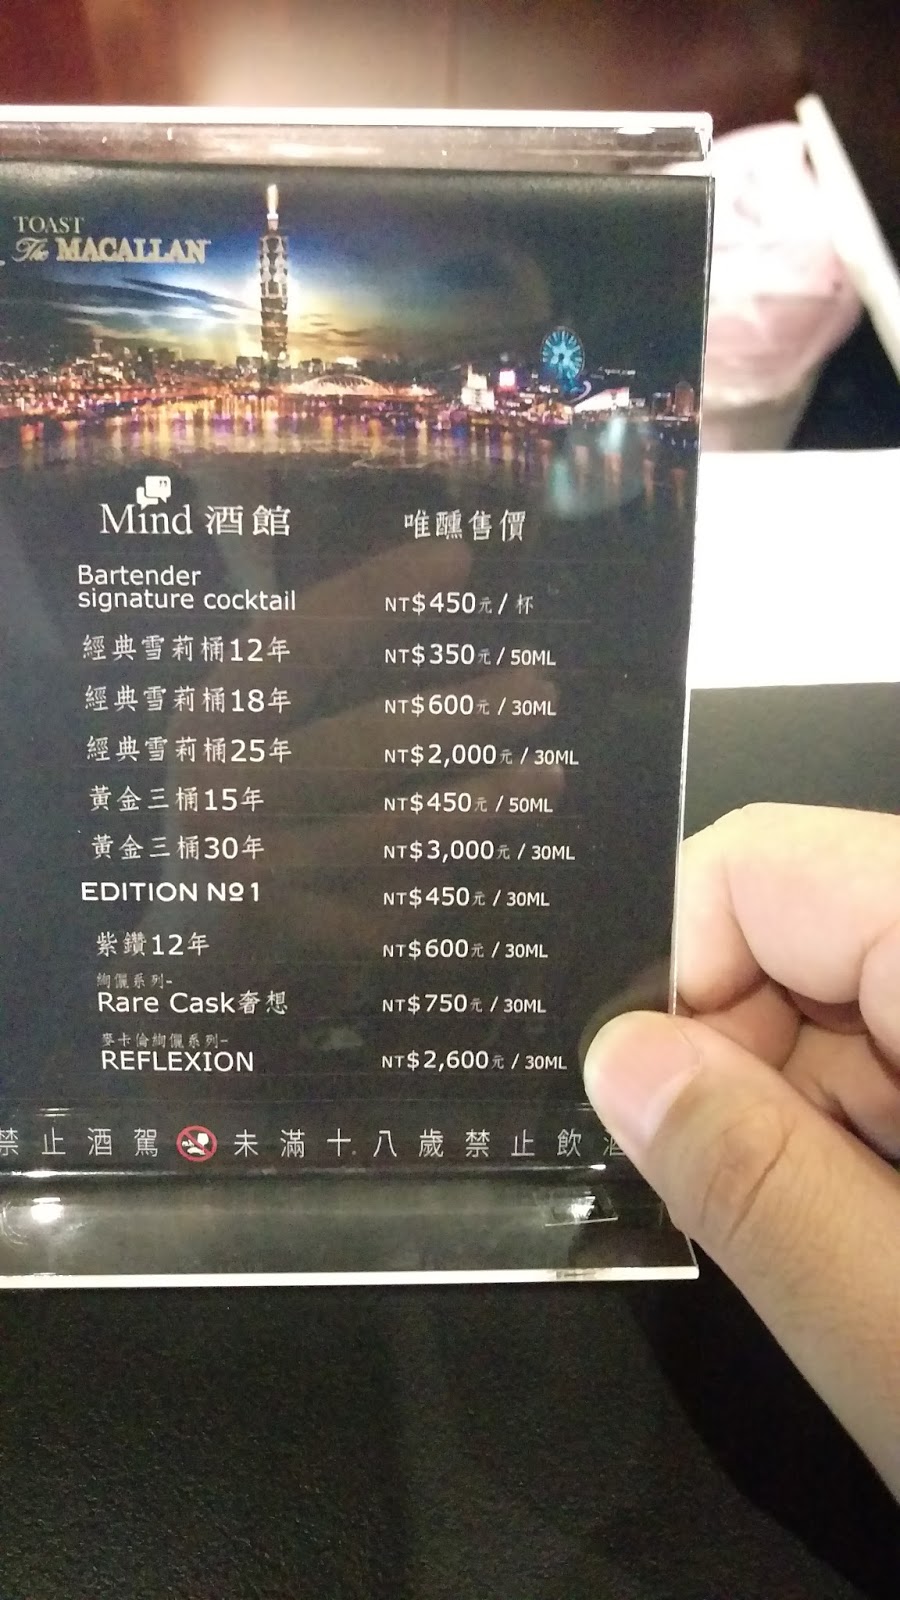 TOAST
The MACALLAN
Mind 酒館 唯醺售價
Bartender
signature cocktail NT$450元 / 杯
經典雪莉桶12年 NT$350元 / 50ML
經典雪莉桶18年 NT$600元 / 30ML
經典雪莉桶25年 NT$2,000元 / 30ML
黃金三桶15年 NT$450元 / 50ML
黃金三桶30年 NT$3,000元 / 30ML
EDITION Nº1 NT$450元 / 30ML
紫鑽12年 NT$600元 / 30ML
絢儷系列-
Rare Cask奢想 NT$750元 / 30ML
麥卡倫絢儷系列-
REFLEXION NT$2,600元 / 30ML
禁止酒駕 未滿十八歲禁止飲酒